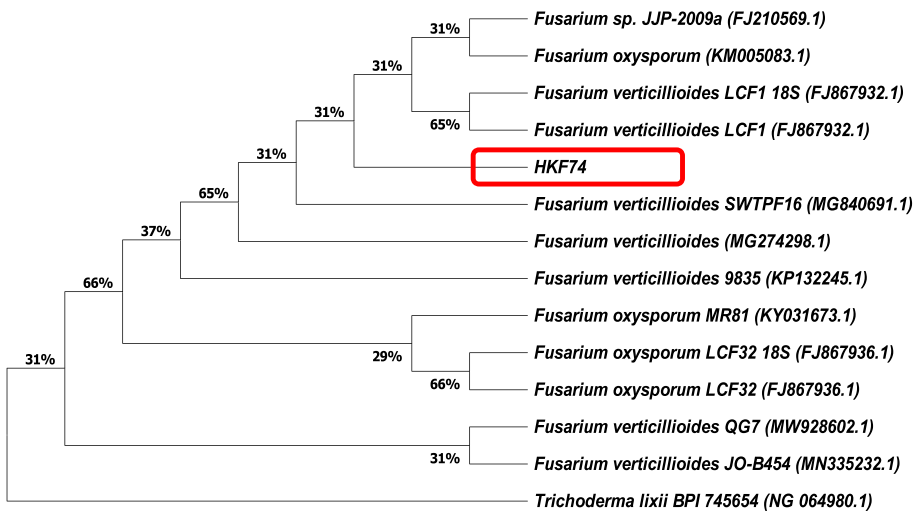 Fusarium sp. JJP-2009a (FJ210569.1)
31%
Fusarium oxysporum (KM005083.1)
31%
Fusarium verticillioides LCF1 18S (FJ867932.1)
31%
65%
Fusarium verticillioides LCF1 (FJ867932.1)
31%
HKF74
65%
Fusarium verticillioides SWTPF16 (MG840691.1)
37%
Fusarium verticillioides (MG274298.1)
66%
Fusarium verticillioides 9835 (KP132245.1)
Fusarium oxysporum MR81 (KY031673.1)
31%
29%
Fusarium oxysporum LCF32 18S (FJ867936.1)
66%
Fusarium oxysporum LCF32 (FJ867936.1)
Fusarium verticillioides QG7 (MW928602.1)
31%
Fusarium verticillioides JO-B454 (MN335232.1)
Trichoderma lixii BPI 745654 (NG 064980.1)